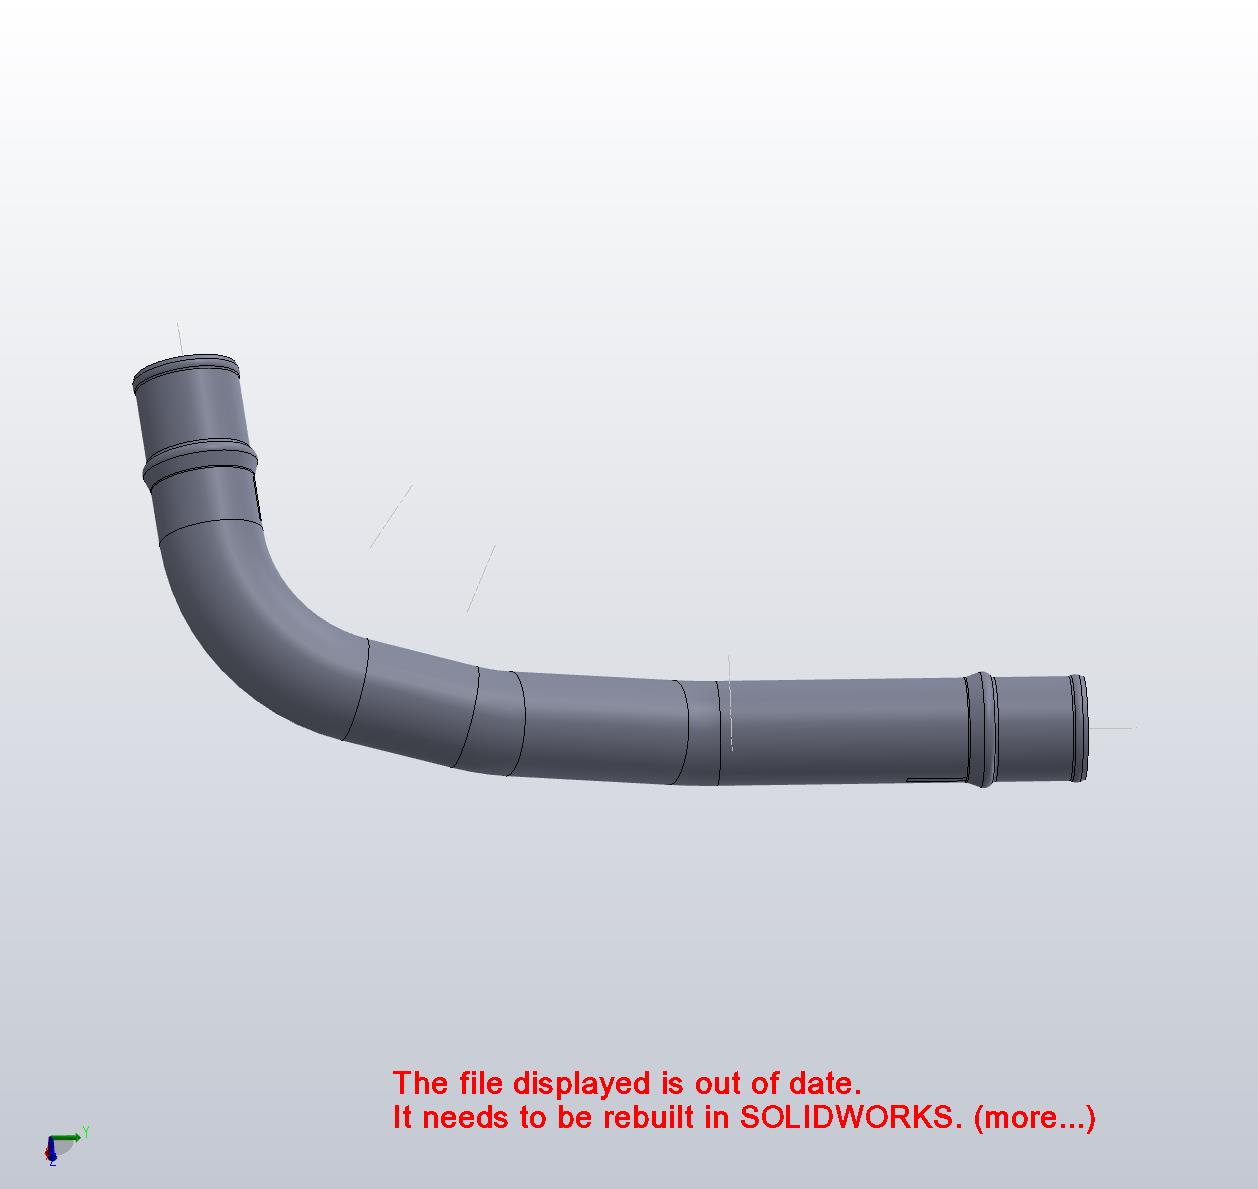 The file displayed is out of date.
It needs to be rebuilt in SOLIDWORKS. (more...)
Y
Z